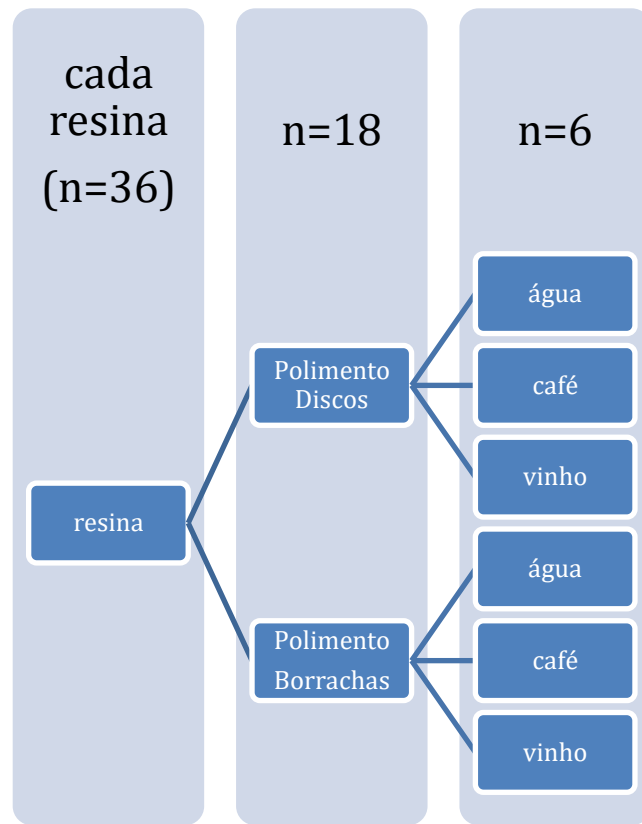 cada
resina
(n=36)
n=18
n=6
resina
Polimento
Discos
água
café
vinho
Polimento
Borrachas
água
café
vinho